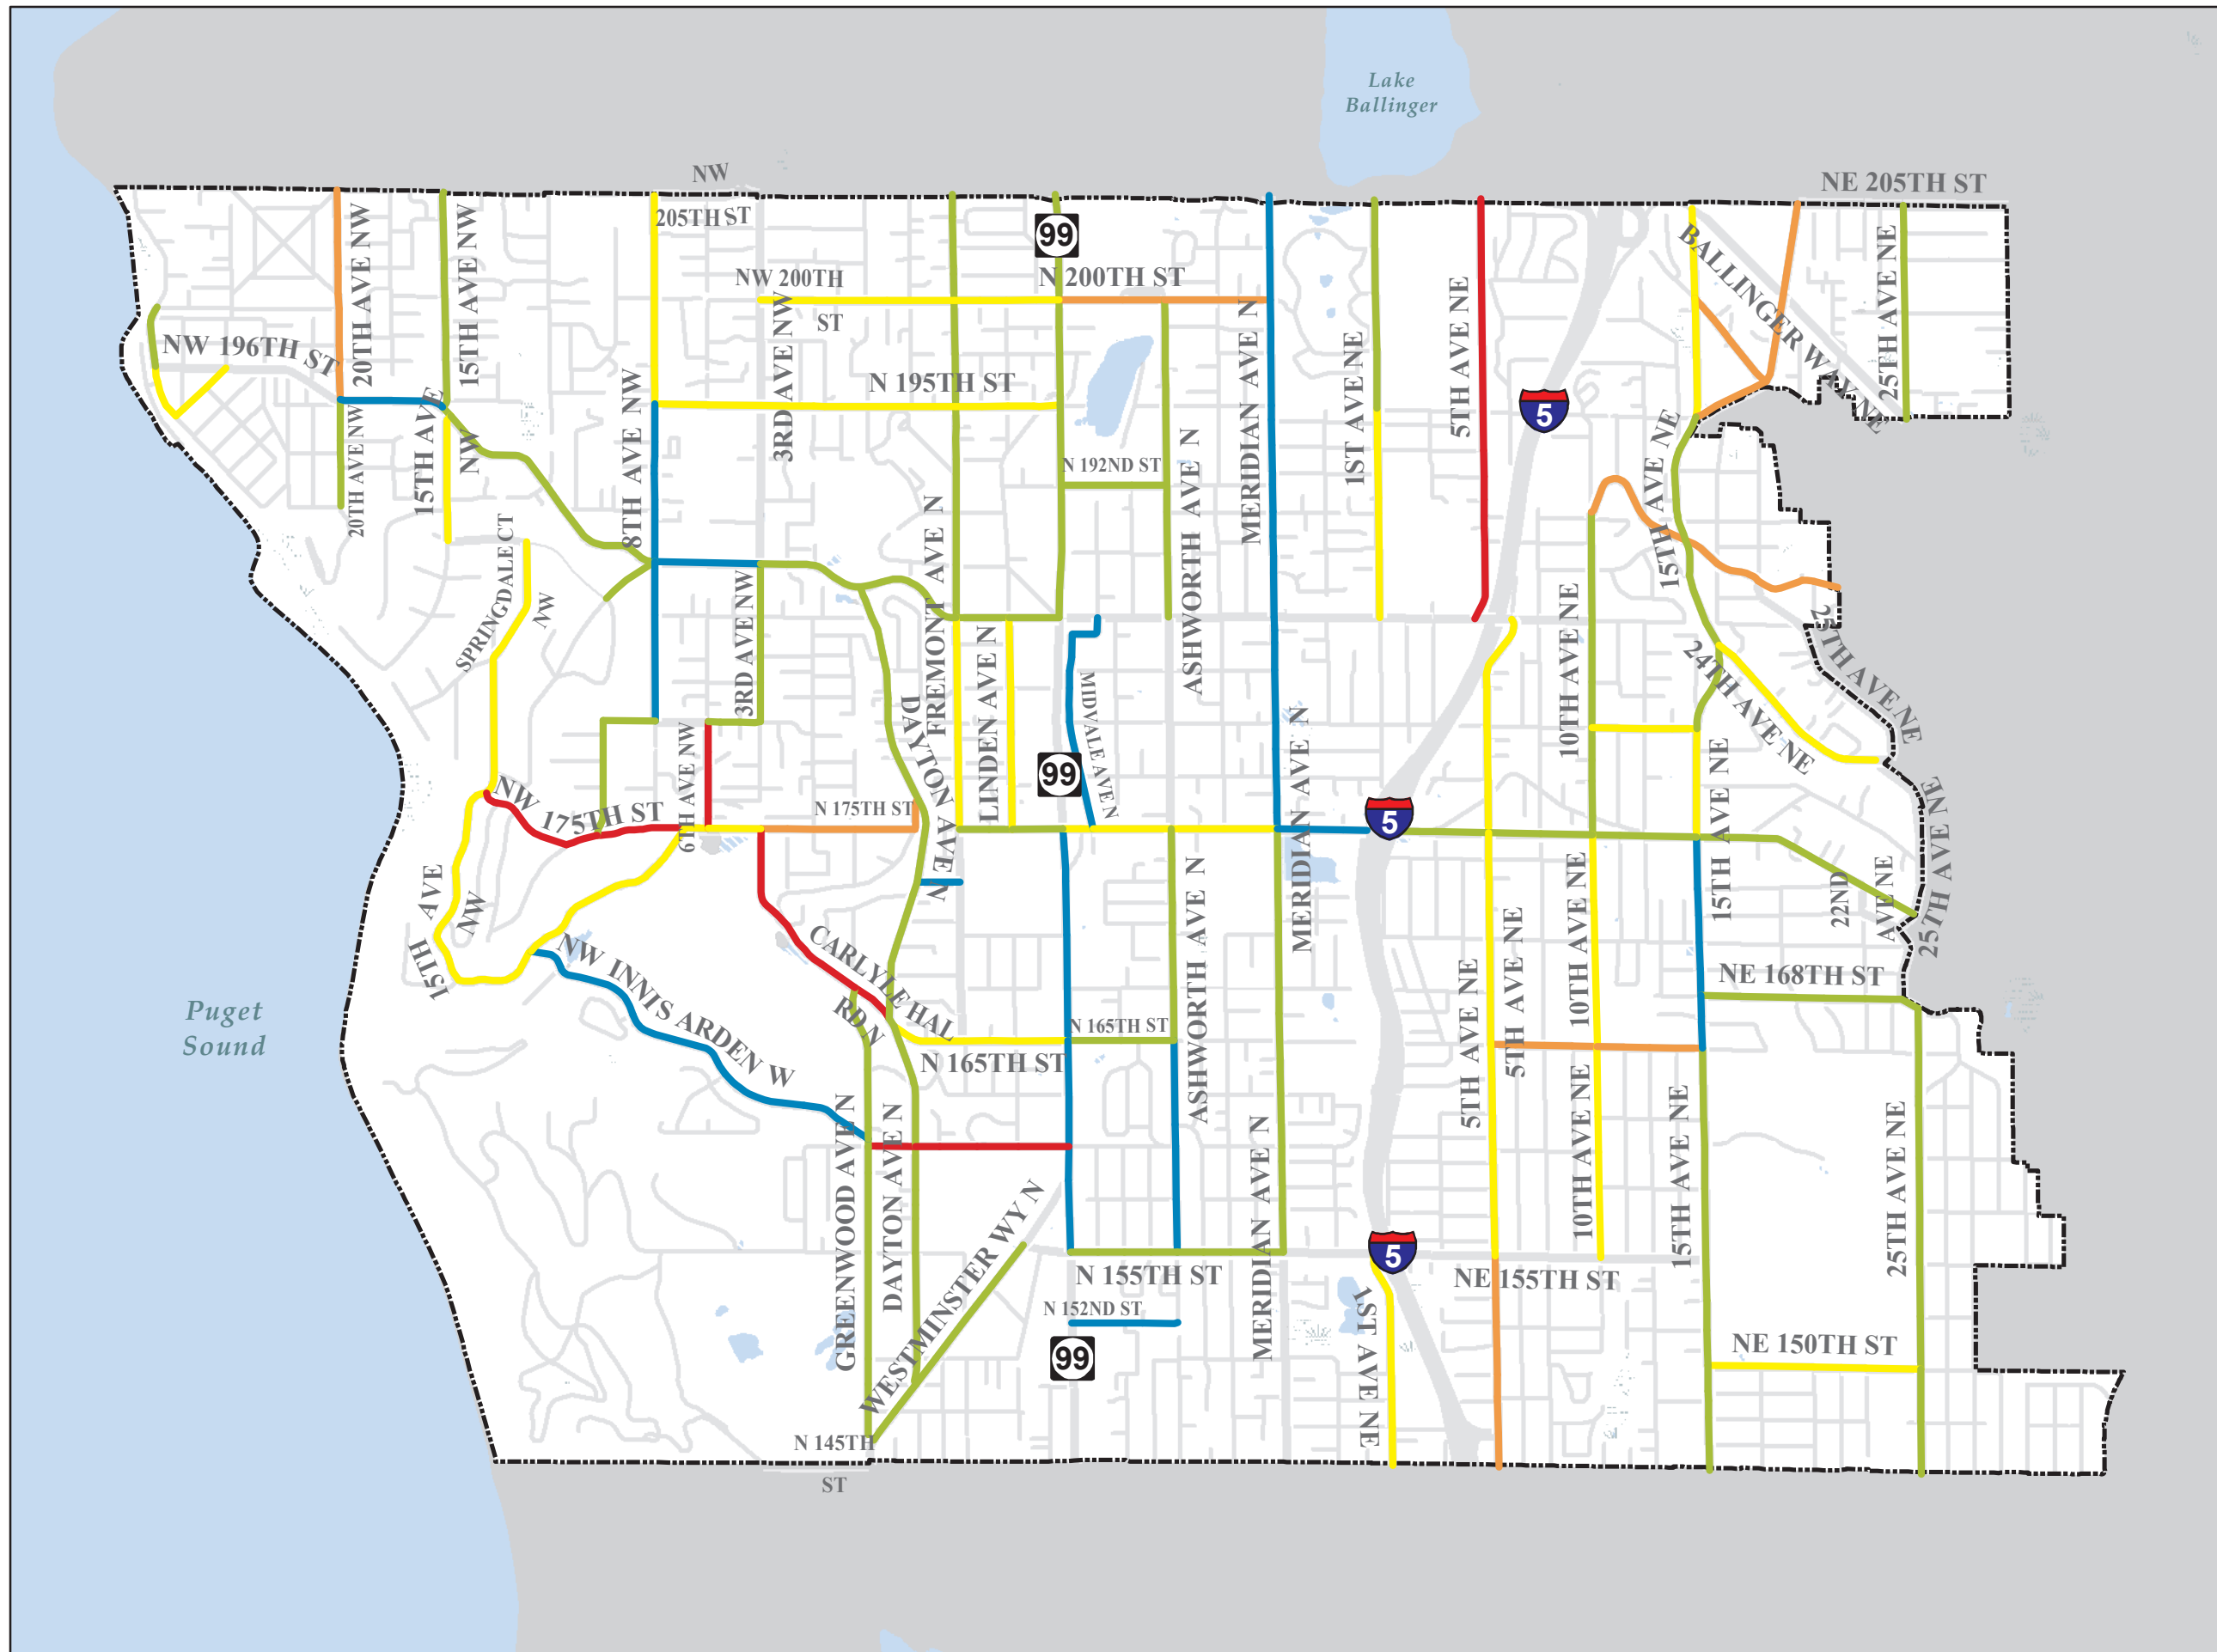 Lake
Ballinger
NW
205TH ST
NE 205TH ST
20TH AVE NW
15TH AVE NW
99
NW 200TH
ST
N 200TH ST
BALLINGER WAY NE
25TH AVE NE
NW 196TH ST
3RD AVE NW
N 195TH ST
MERIDIAN AVE N
1ST AVE NE
5TH AVE NE
5
20TH AVE NW
15TH AVE
NW
8TH AVE NW
N 192ND ST
15TH AVE NE
15TH
SPRINGDALE CT
NW
3RD AVE NW
FREMONT AVE N
ASHWORTH AVE N
10TH AVE NE
25TH AVE NE
24TH AVE NE
LINDEN AVE N
MIDVALE AVE N
DAYTON AVE N
MERIDIAN AVE N
99
NW 175TH ST
6TH AVE NW
N 175TH ST
5
15TH AVE NE
22ND
AVE NE
25TH AVE NE
15TH
AVE
NW
CARLYLE HAL
RD N
NW INNIS ARDEN W
N 165TH ST
N 165TH ST
ASHWORTH AVE N
5TH AVE NE
5TH AVE NE
10TH AVE NE
NE 168TH ST
Puget
Sound
GREENWOOD AVE N
DAYTON AVE N
WESTMINSTER WY N
MERIDIAN AVE N
10TH AVE NE
15TH AVE NE
25TH AVE NE
5
N 155TH ST
NE 155TH ST
N 152ND ST
99
1ST AVE NE
NE 150TH ST
N 145TH
ST